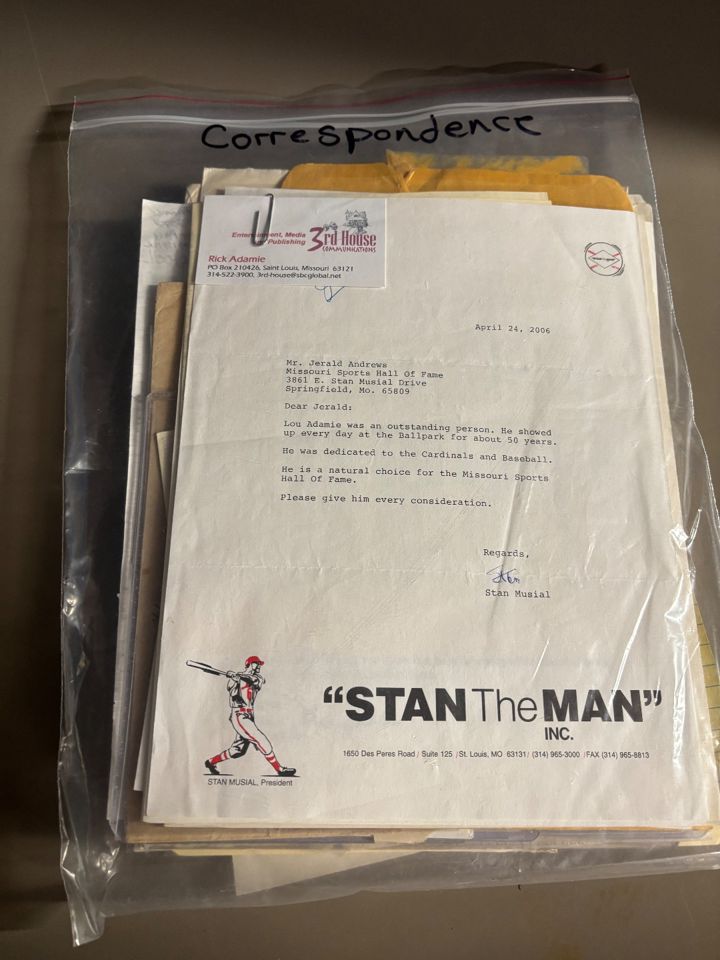 Correspondence
Entertainment, Media
Publishing
3rd House
COMMUNICATIONS
Rick Adamie
PO Box 210426, Saint Louis, Missouri 63121
314-522-3900, 3rd-house@sbcglobal.net
April 24, 2006
Mr. Jerald Andrews
Missouri Sports Hall Of Fame
3861 E. Stan Musial Drive
Springfield, Mo. 65809
Dear Jerald:
Lou Adamie was an outstanding person. He showed
up every day at the Ballpark for about 50 years.
He was dedicated to the Cardinals and Baseball.
He is a natural choice for the Missouri Sports
Hall Of Fame.
Please give him every consideration.
Regards,
Stan
Stan Musial
"STAN The MAN"
INC.
1650 Des Peres Road / Suite 125 / St. Louis, MO 63131 / (314) 965-3000 / FAX (314) 965-8813
STAN MUSIAL, President